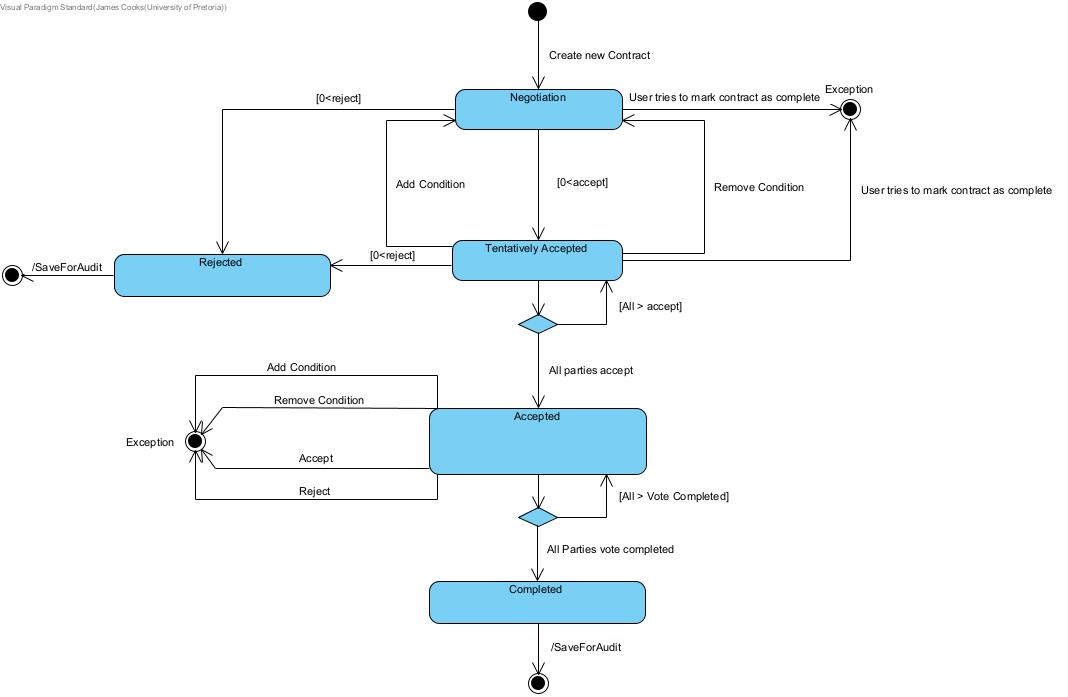 Visual Paradigm Standard(James Cooks(University of Pretoria))
Create new Contract
Exception
[0<reject]
Negotiation
User tries to mark contract as complete
Add Condition
[0<accept]
Remove Condition
User tries to mark contract as complete
Tentatively Accepted
[0<reject]
Rejected
/SaveForAudit
[All > accept]
All parties accept
Add Condition
Remove Condition
Accepted
Exception
Accept
Reject
[All > Vote Completed]
All Parties vote completed
Completed
/SaveForAudit